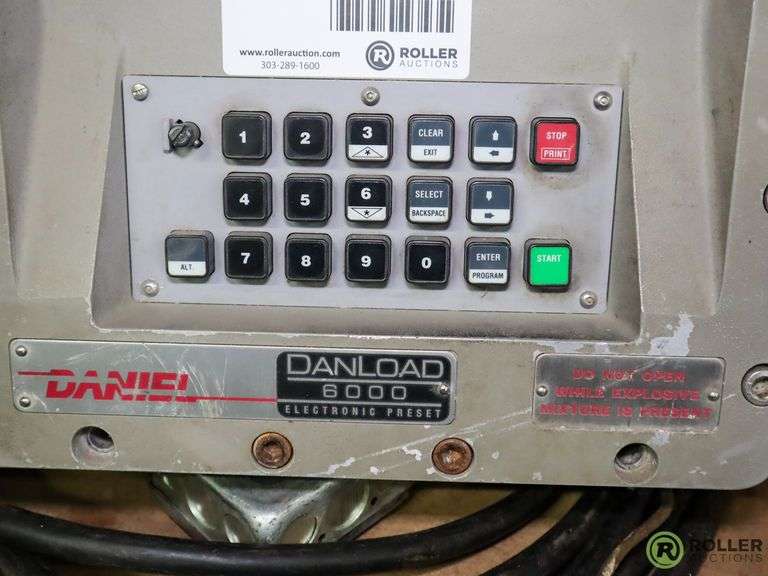 www.rollerauction.com
303-289-1600
R ROLLER
AUCTIONS
1
2
3
CLEAR
EXIT
STOP
PRINT
4
5
6
SELECT
BACKSPACE
ALT.
7
8
9
0
ENTER
PROGRAM
START
DANIEL
DANLOAD
6000
ELECTRONIC PRESET
DO NOT OPEN
WHILE EXPLOSIVE
MIXTURE IS PRESENT
R ROLLER
AUCTIONS